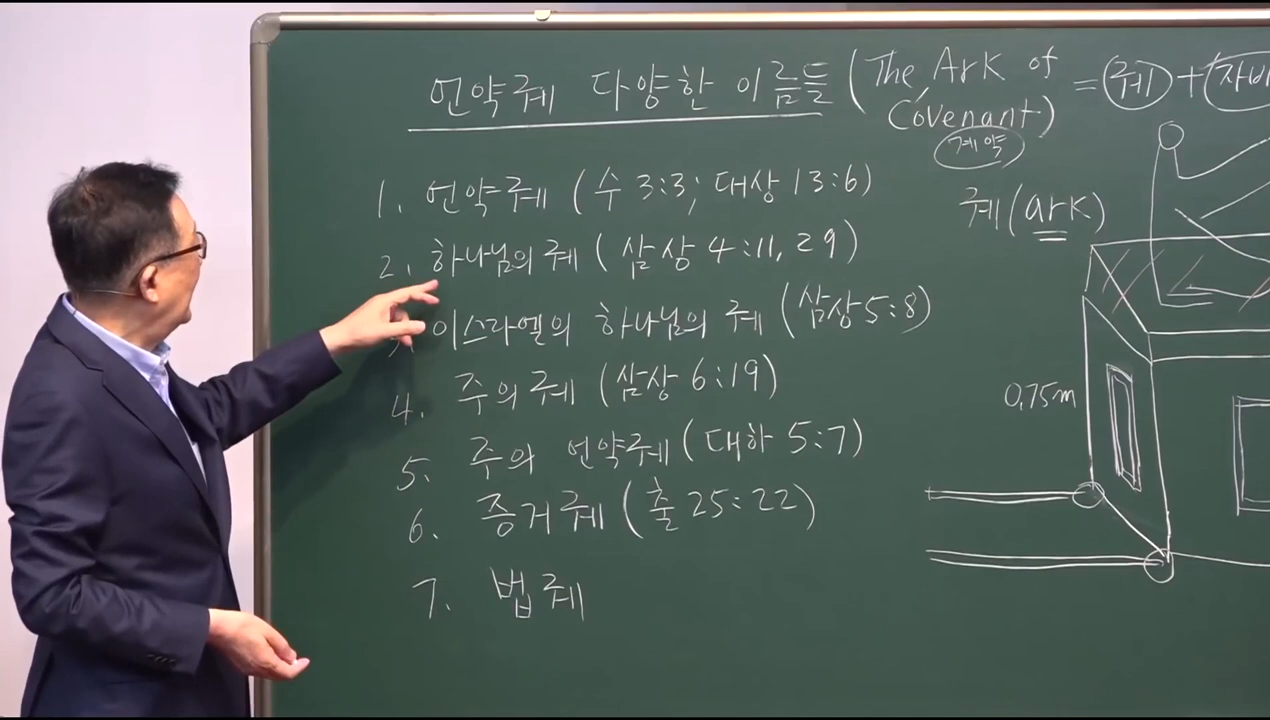 언약궤 다양한 이름들 (The Ark of Covenant) = 궤 +
계약
1. 언약궤 (수 3:3; 대상 13:6)
궤(ark)
2. 하나님의 궤 (삼상 4:11, 29)
이스라엘의 하나님의 궤 (삼상 5:8)
4. 주의 궤 (삼상 6:19)
0.75m
5. 주의 언약궤 (대하 5:7)
6. 증거궤 (출 25:22)
7. 법궤